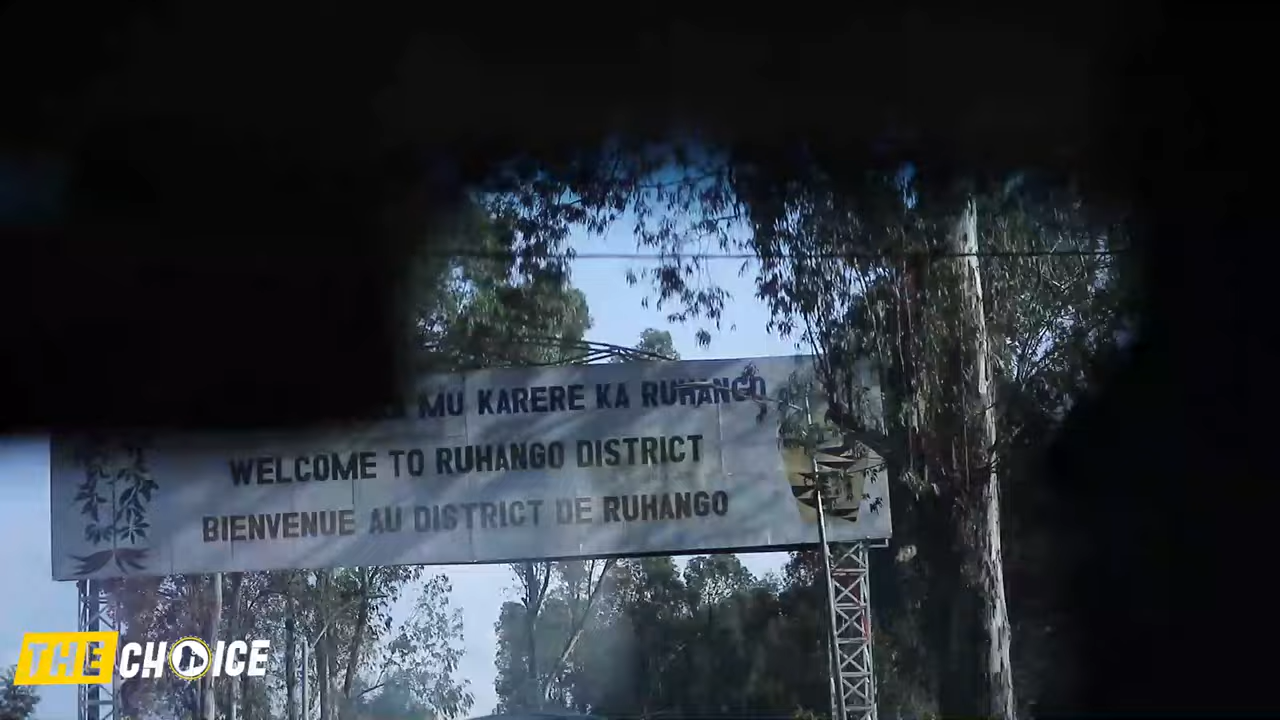 MU KARERE KA RUHANGO
WELCOME TO RUHANGO DISTRICT
BIENVENUE AU DISTRICT DE RUHANGO
THE CHOICE